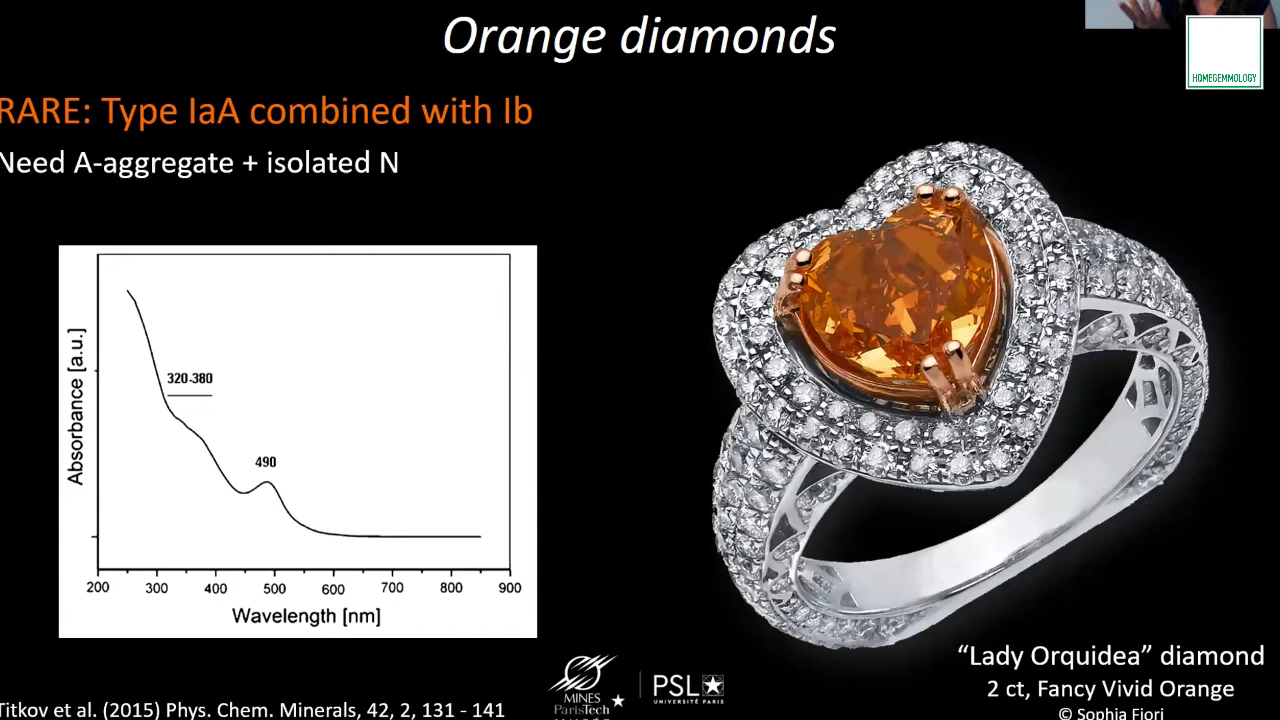 Orange diamonds
HOMEGEMMOLOGY
RARE: Type IaA combined with Ib
Need A-aggregate + isolated N
320-380
490
Absorbance [a.u.]
200 300 400 500 600 700 800 900
Wavelength [nm]
MINES
ParisTech
PSL
UNIVERSITÉ PARIS
"Lady Orquidea" diamond
2 ct, Fancy Vivid Orange
© Sophia Fiori
Titkov et al. (2015) Phys. Chem. Minerals, 42, 2, 131 - 141